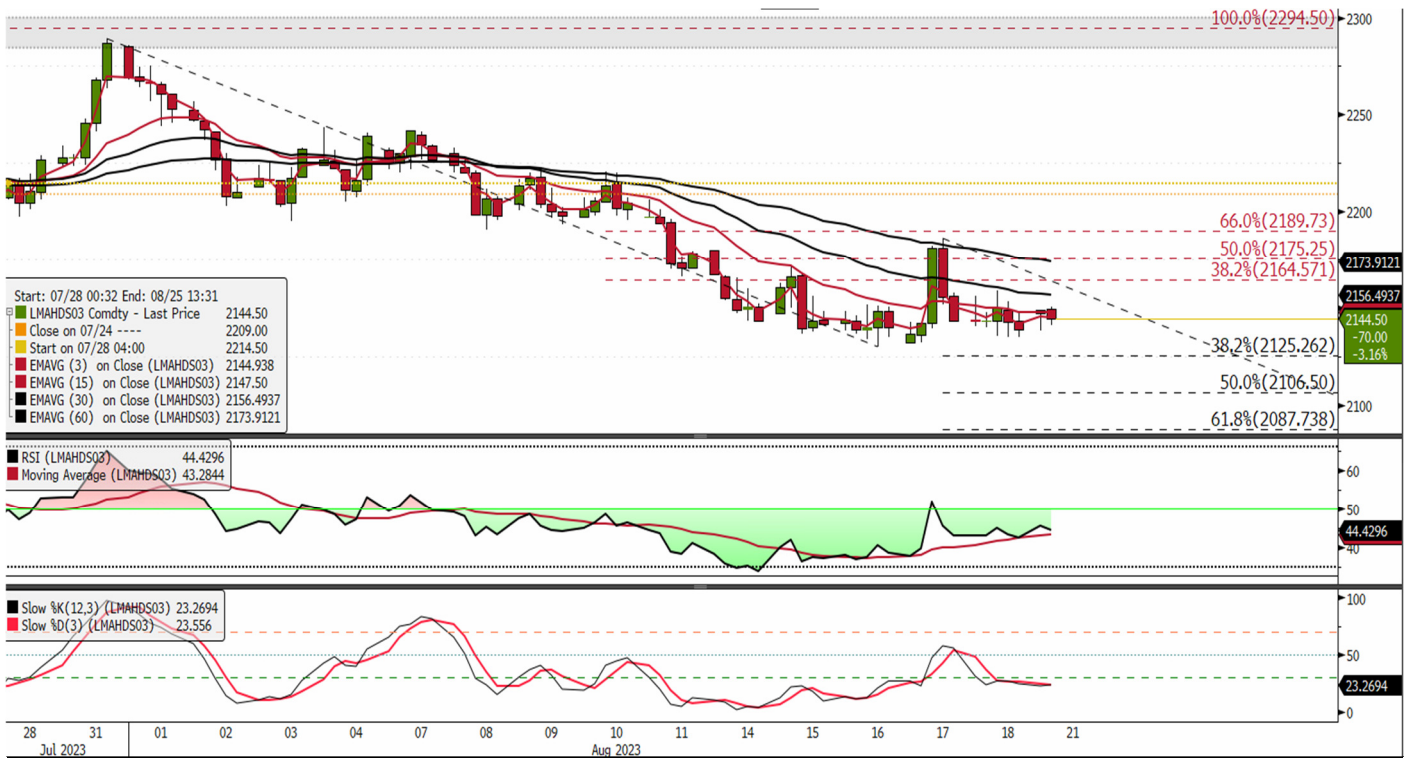 100.0%(2294.50)
2300
2250
2200
2100
66.0%(2189.73)
50.0%(2175.25)
38.2%(2164.571)
2173.9121
2156.4937
2144.50
-70.00
-3.16%
38.2%(2125.262)
50.0%(2106.50)
61.8%(2087.738)
Start: 07/28 00:32 End: 08/25 13:31
LMAHDS03 Comdty - Last Price 2144.50
Close on 07/24 ---- 2209.00
Start on 07/28 04:00 2214.50
EMAVG (3) on Close (LMAHDS03) 2144.938
EMAVG (15) on Close (LMAHDS03) 2147.50
EMAVG (30) on Close (LMAHDS03) 2156.4937
EMAVG (60) on Close (LMAHDS03) 2173.9121
RSI (LMAHDS03) 44.4296
Moving Average (LMAHDS03) 43.2844
60
50
44.4296
40
Slow %K(12,3) (LMAHDS03) 23.2694
Slow %D(3) (LMAHDS03) 23.556
100
50
23.2694
0
28 31 01 02 03 04 07 08 09 10 11 14 15 16 17 18 21
Jul 2023 Aug 2023